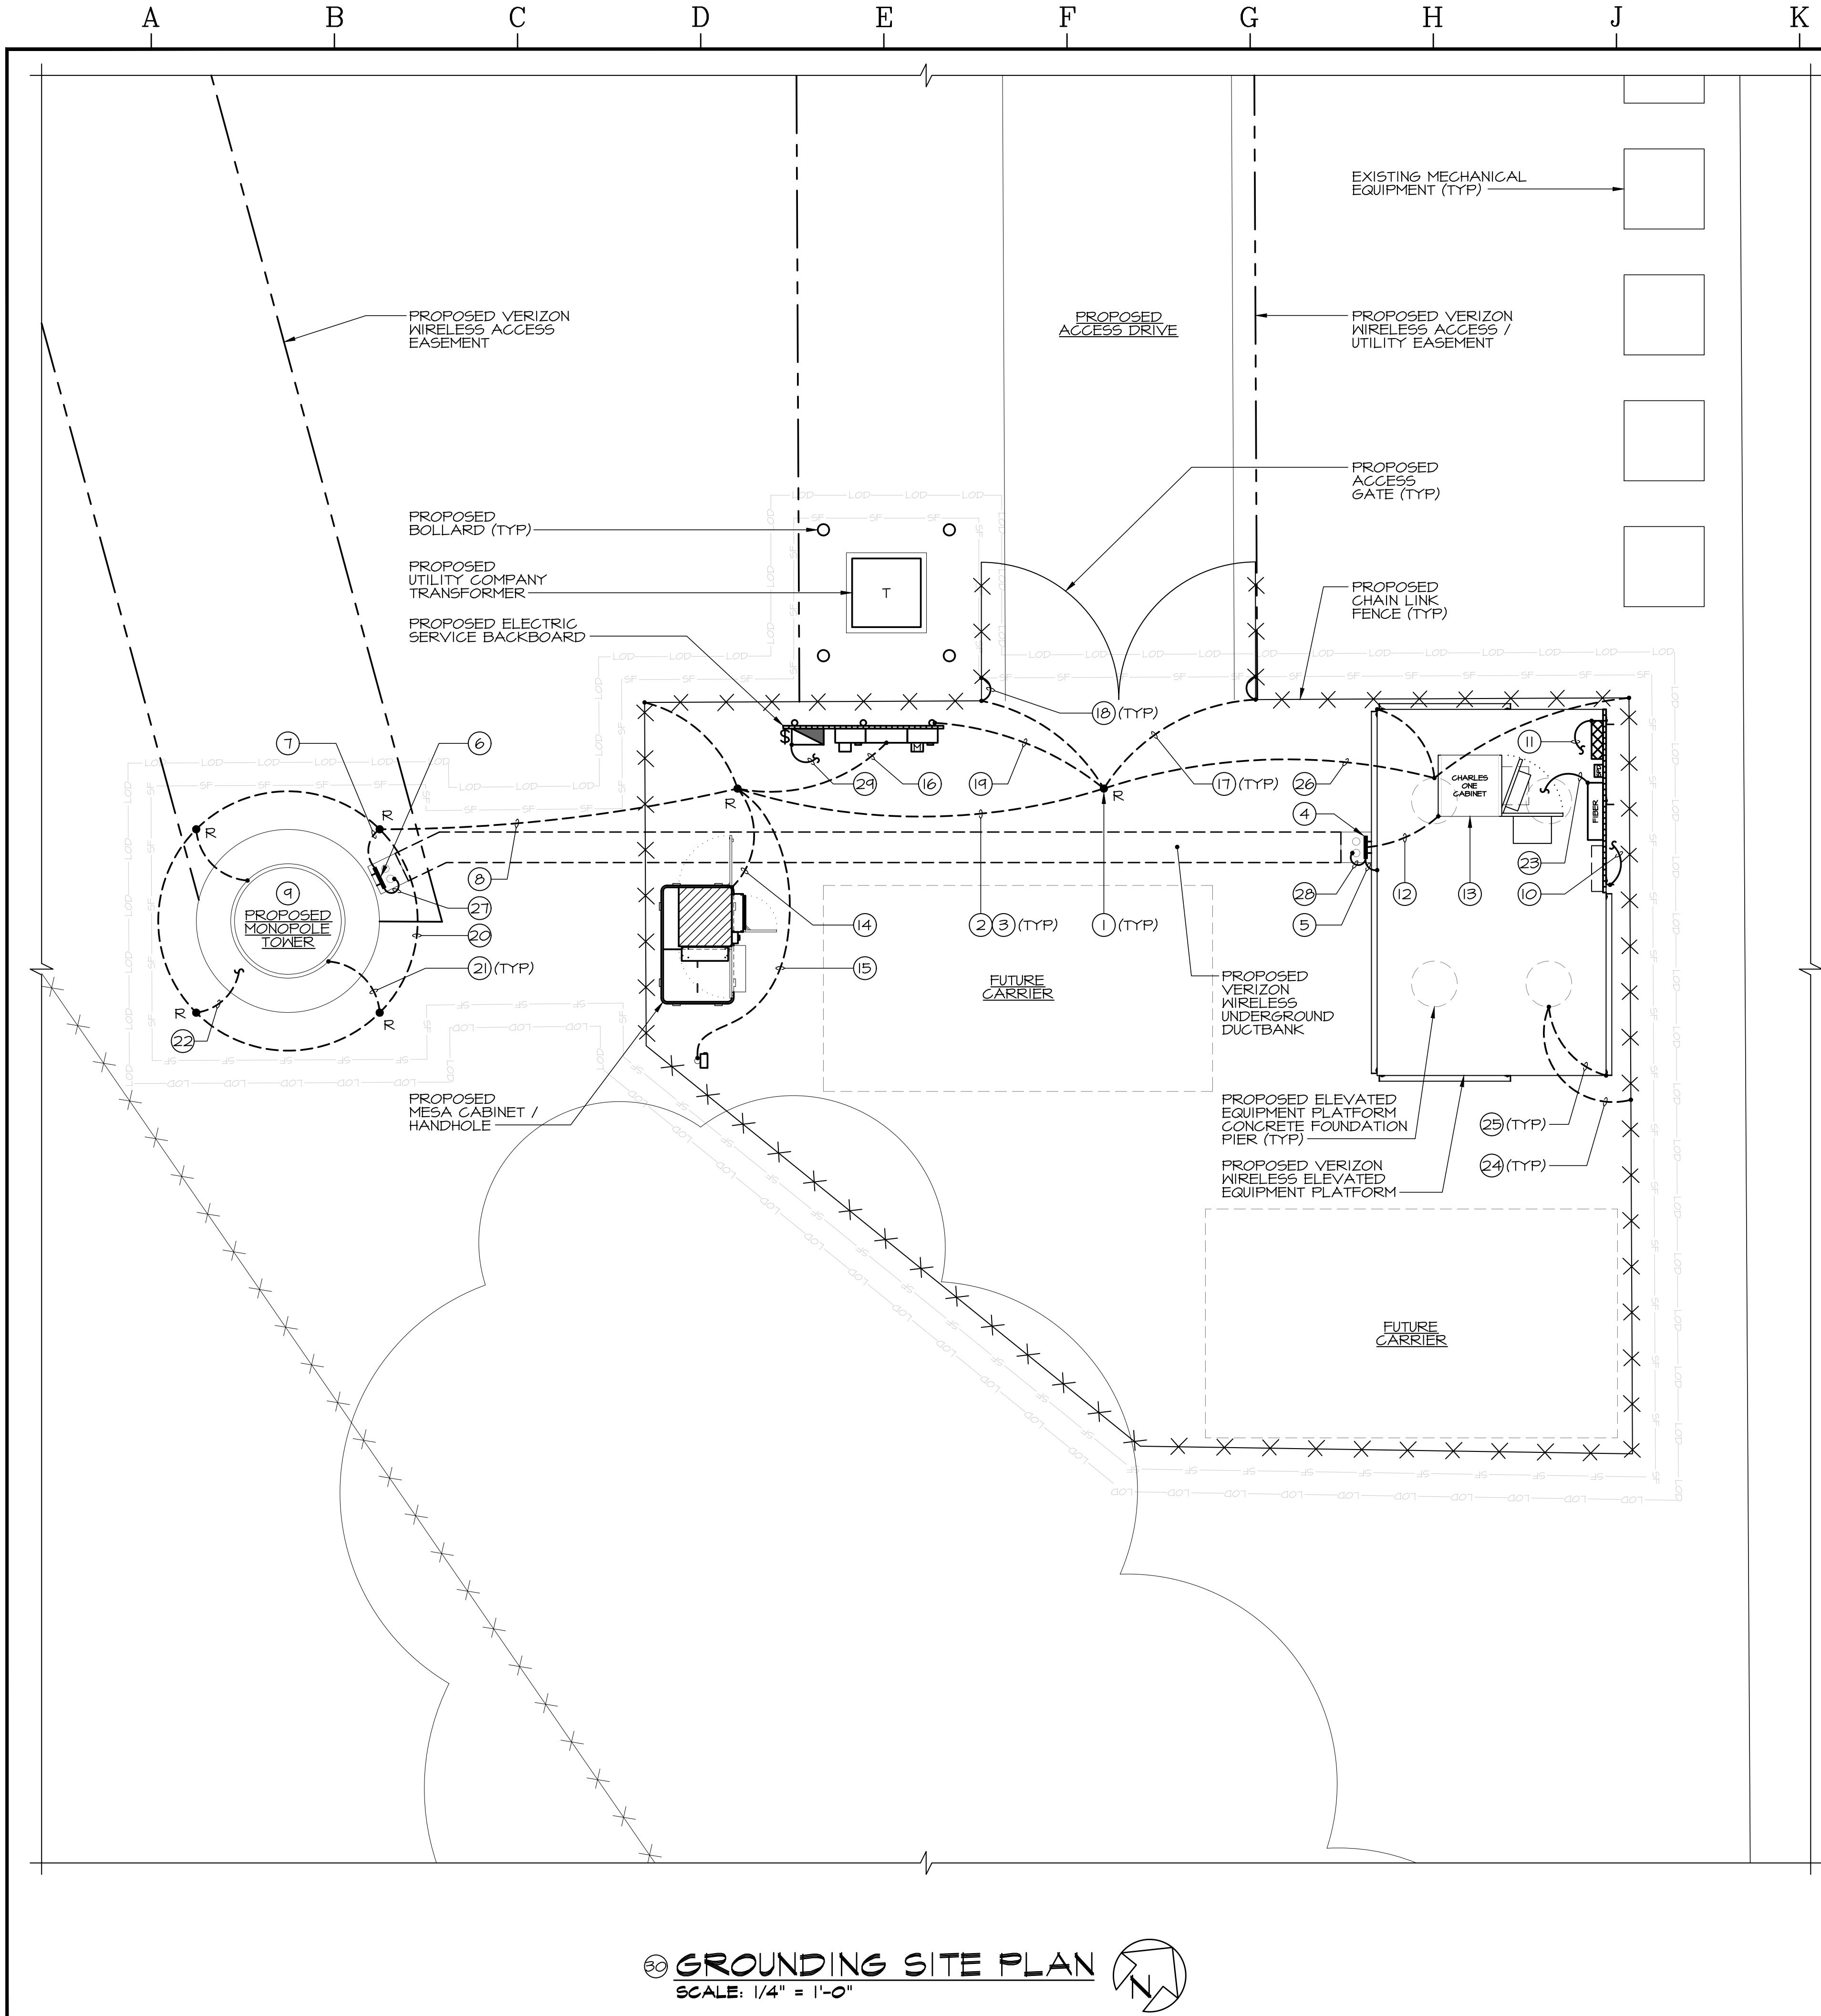 A B C D E F G H J K
EXISTING MECHANICAL
EQUIPMENT (TYP)
PROPOSED VERIZON
WIRELESS ACCESS
EASEMENT
PROPOSED
ACCESS DRIVE
PROPOSED VERIZON
WIRELESS ACCESS /
UTILITY EASEMENT
PROPOSED
ACCESS
GATE (TYP)
PROPOSED
BOLLARD (TYP)
PROPOSED
UTILITY COMPANY
TRANSFORMER
T
PROPOSED ELECTRIC
SERVICE BACKBOARD
PROPOSED
CHAIN LINK
FENCE (TYP)
LOD
SF
18 (TYP)
7
6
29
16
19
17 (TYP)
26
11
M
CHARLES
ONE
CABINET
FIBER
R
R
R
R
4
8
27
20
21 (TYP)
22
9
PROPOSED
MONOPOLE
TOWER
R
R
14
15
2 3 (TYP)
1 (TYP)
28
5
12
13
23
10
FUTURE
CARRIER
PROPOSED
VERIZON
WIRELESS
UNDERGROUND
DUCTBANK
PROPOSED
MESA CABINET /
HANDHOLE
PROPOSED ELEVATED
EQUIPMENT PLATFORM
CONCRETE FOUNDATION
PIER (TYP)
25 (TYP)
24 (TYP)
PROPOSED VERIZON
WIRELESS ELEVATED
EQUIPMENT PLATFORM
FUTURE
CARRIER
30 GROUNDING SITE PLAN
SCALE: 1/4" = 1'-0"
N